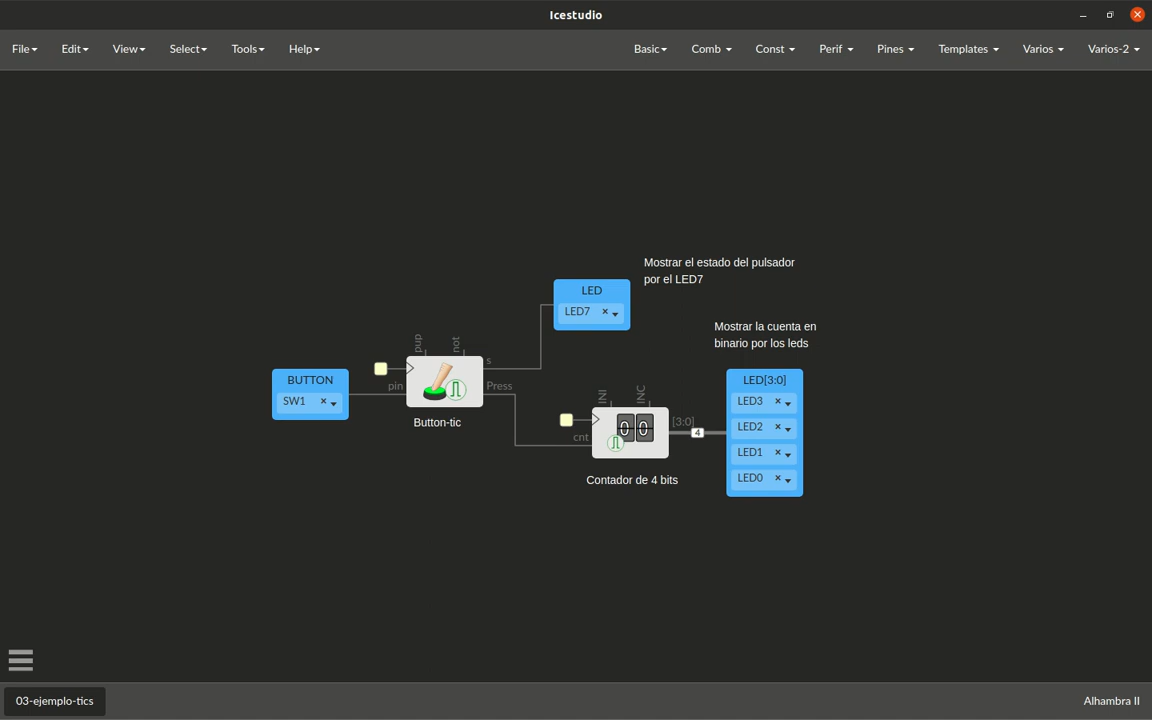 Icestudio
File Edit View Select Tools Help Basic Comb Const Perif Pines Templates Varios Varios-2
Mostrar el estado del pulsador
por el LED7
LED
LED7
Mostrar la cuenta en
binario por los leds
pup not
s
pin
Press
BUTTON
SW1
Button-tic
LED[3:0]
LED3
LED2
LED1
LED0
INI INC
[3:0]
4
cnt
00
Contador de 4 bits
03-ejemplo-tics
Alhambra II